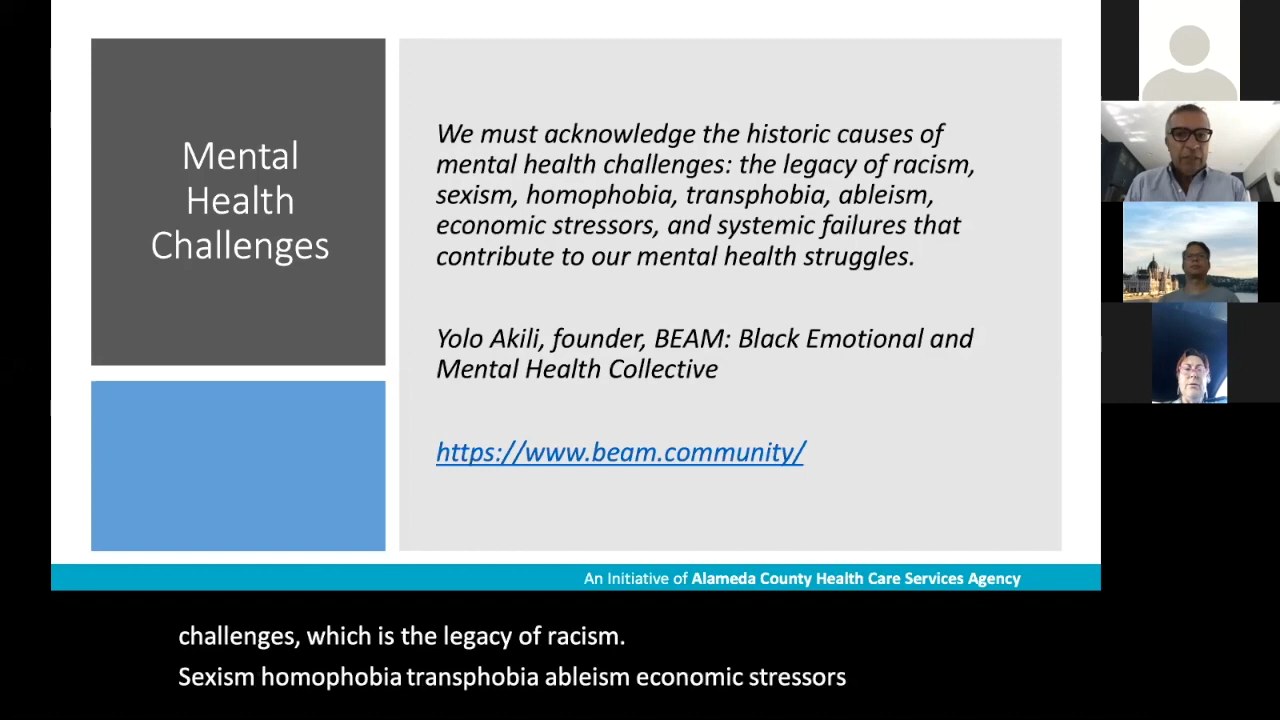 Mental
Health
Challenges
We must acknowledge the historic causes of
mental health challenges: the legacy of racism,
sexism, homophobia, transphobia, ableism,
economic stressors, and systemic failures that
contribute to our mental health struggles.
Yolo Akili, founder, BEAM: Black Emotional and
Mental Health Collective
https://www.beam.community/
An Initiative of Alameda County Health Care Services Agency
challenges, which is the legacy of racism.
Sexism homophobia transphobia ableism economic stressors